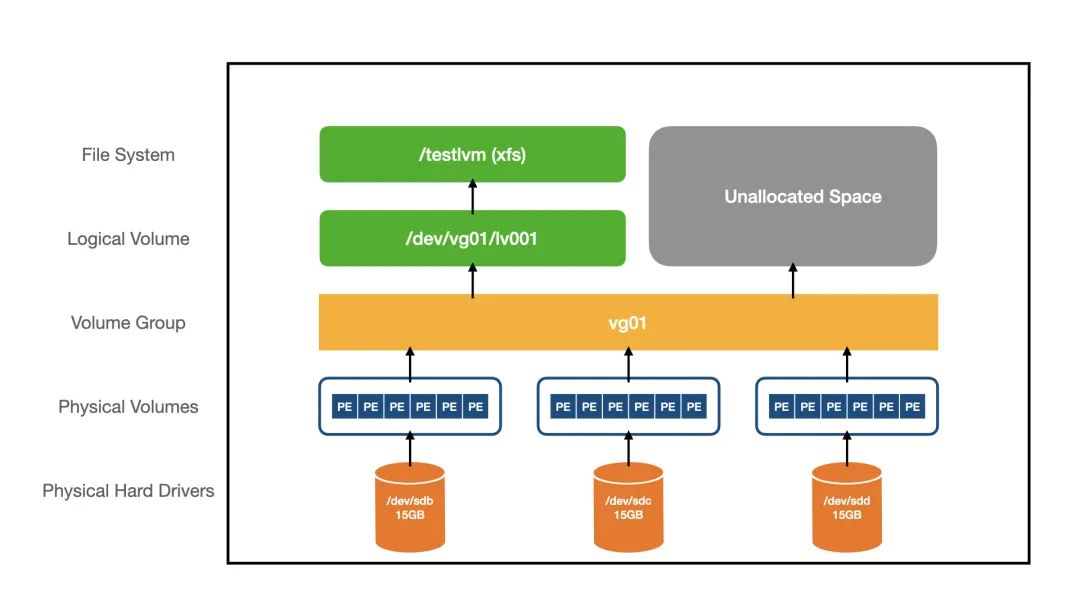 File System
/testlvm (xfs)
Unallocated Space
Logical Volume
/dev/vg01/lv001
Volume Group
vg01
Physical Volumes
PE PE PE PE PE PE
PE PE PE PE PE PE
PE PE PE PE PE PE
Physical Hard Drivers
/dev/sdb
15GB
/dev/sdc
15GB
/dev/sdd
15GB